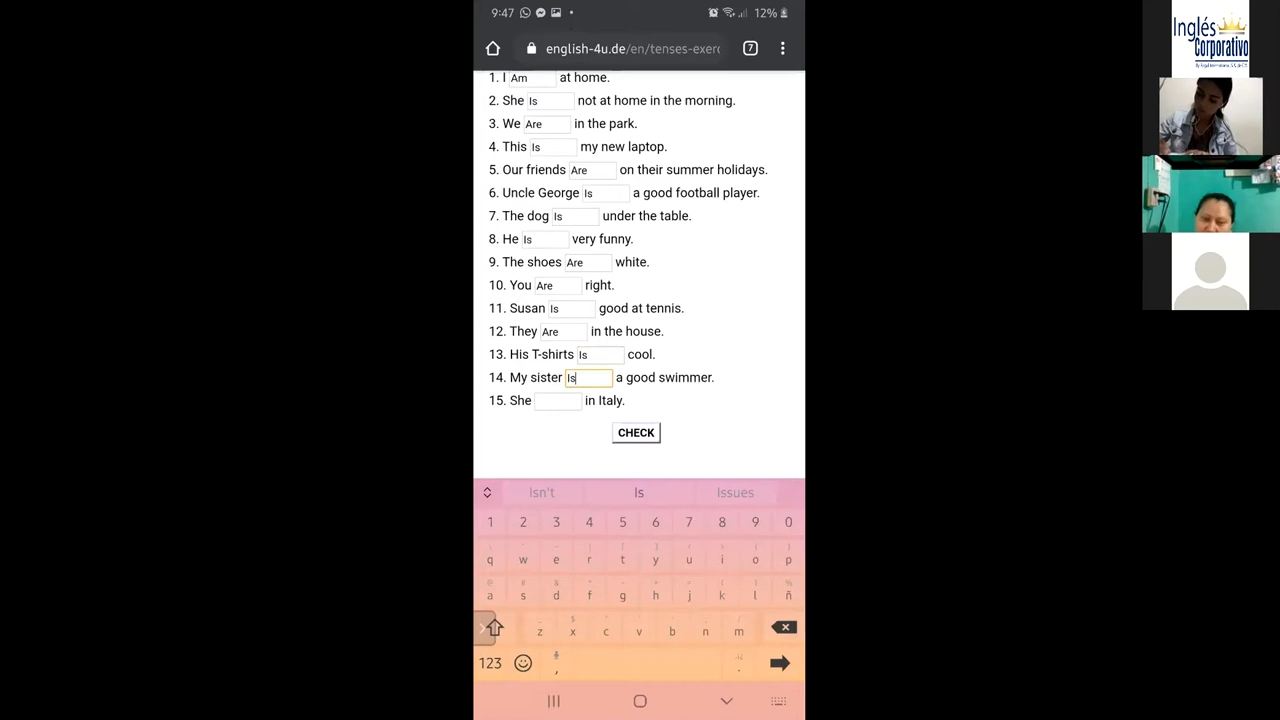 9:47 12%
english-4u.de/en/tenses-exerc 7
1. I Am at home.
2. She Is not at home in the morning.
3. We Are in the park.
4. This Is my new laptop.
5. Our friends Are on their summer holidays.
6. Uncle George Is a good football player.
7. The dog Is under the table.
8. He Is very funny.
9. The shoes Are white.
10. You Are right.
11. Susan Is good at tennis.
12. They Are in the house.
13. His T-shirts Is cool.
14. My sister Is a good swimmer.
15. She in Italy.
CHECK
Isn't Is Issues
1 2 3 4 5 6 7 8 9 0
q w e r t y u i o p
a s d f g h j k l ñ
z x c v b n m
123 , .
Inglés
Corporativo